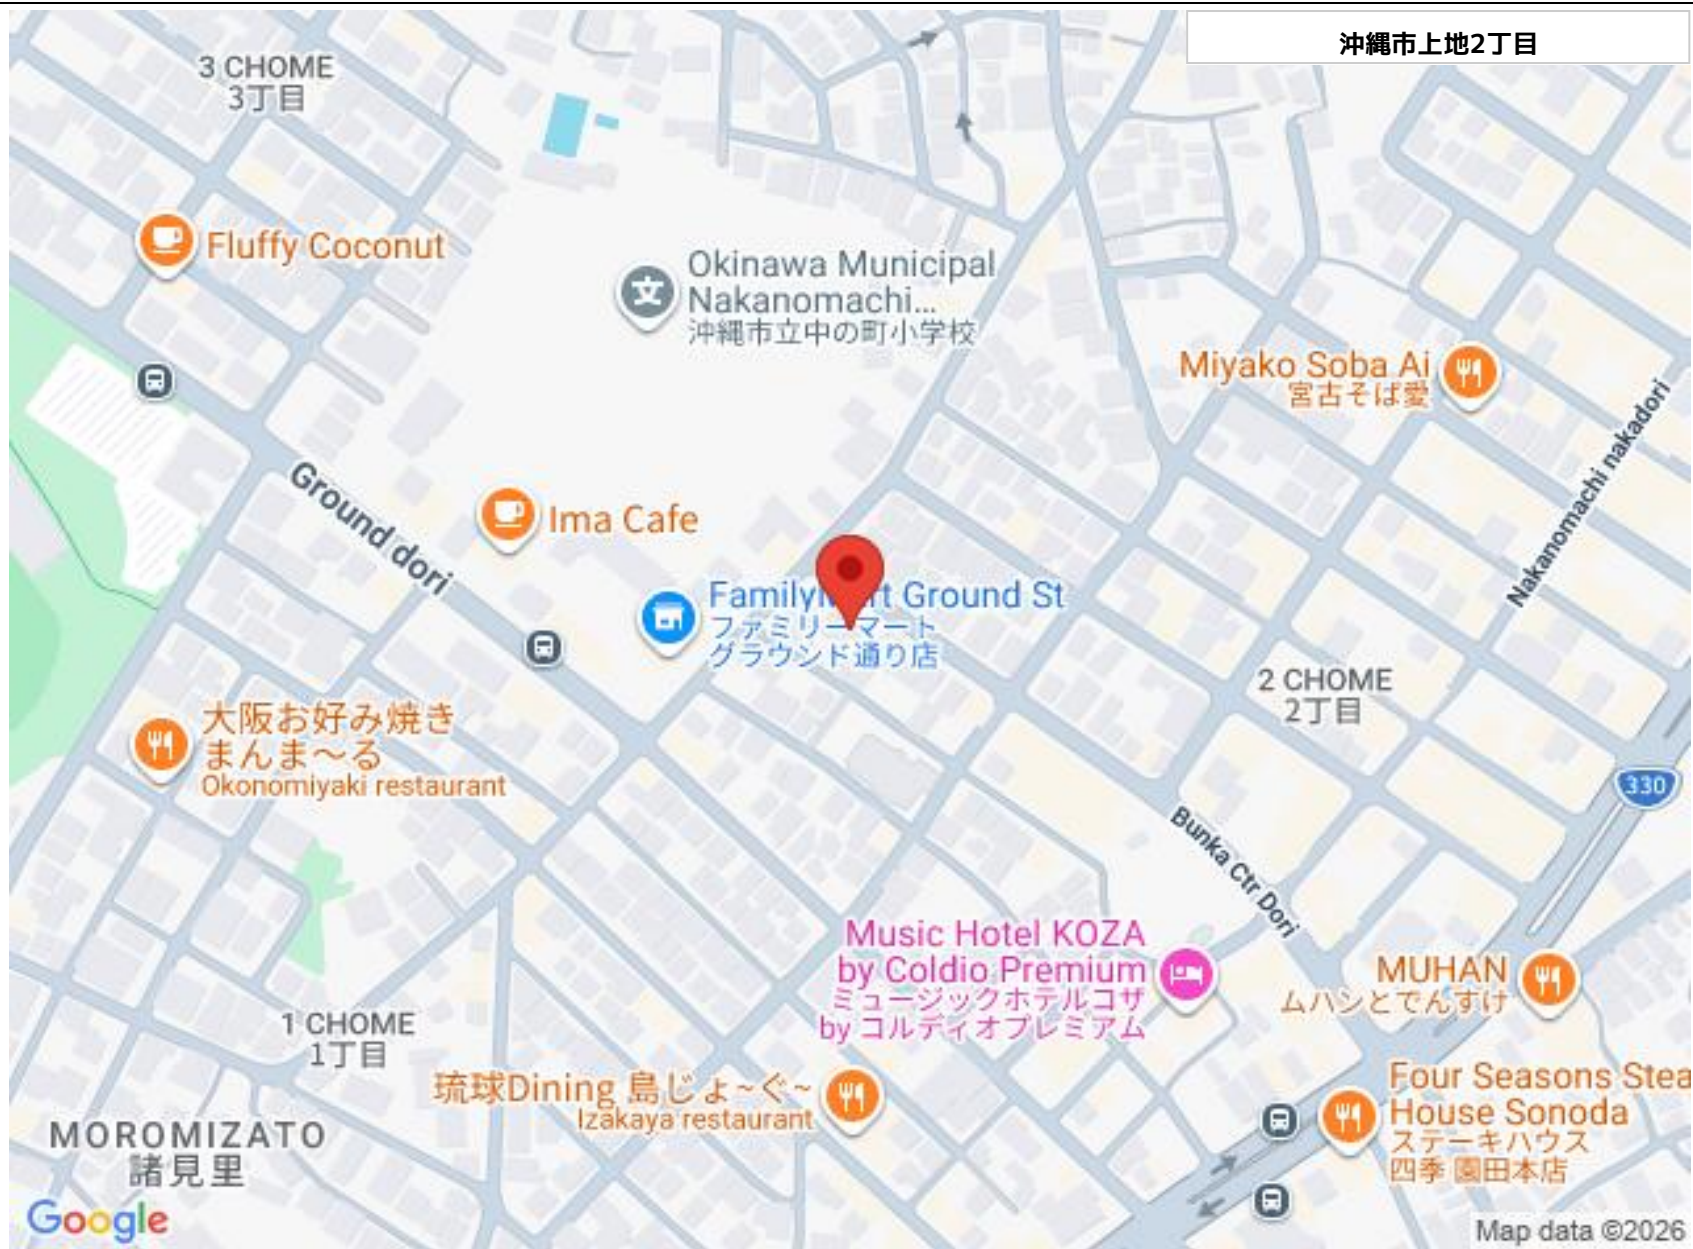 沖縄市上地2丁目
3 CHOME
3丁目
Fluffy Coconut
Okinawa Municipal
Nakanomachi...
沖縄市立中の町小学校
Miyako Soba Ai
宮古そば愛
Nakanomachi nakadori
Ground dori
Ima Cafe
Ground St
ファミリーマート
グラウンド通り店
2 CHOME
2丁目
大阪お好み焼き
まんま～る
Okonomiyaki restaurant
330
Bunka Ctr Dori
Music Hotel KOZA
by Coldio Premium
ミュージックホテルコザ
by コルディオプレミアム
MUHAN
ムハンとでんすけ
1 CHOME
1丁目
琉球Dining 島じょ~ぐ~
Izakaya restaurant
Four Seasons Stea
House Sonoda
ステーキハウス
四季 園田本店
MOROMIZATO
諸見里
Google
Map data ©2026